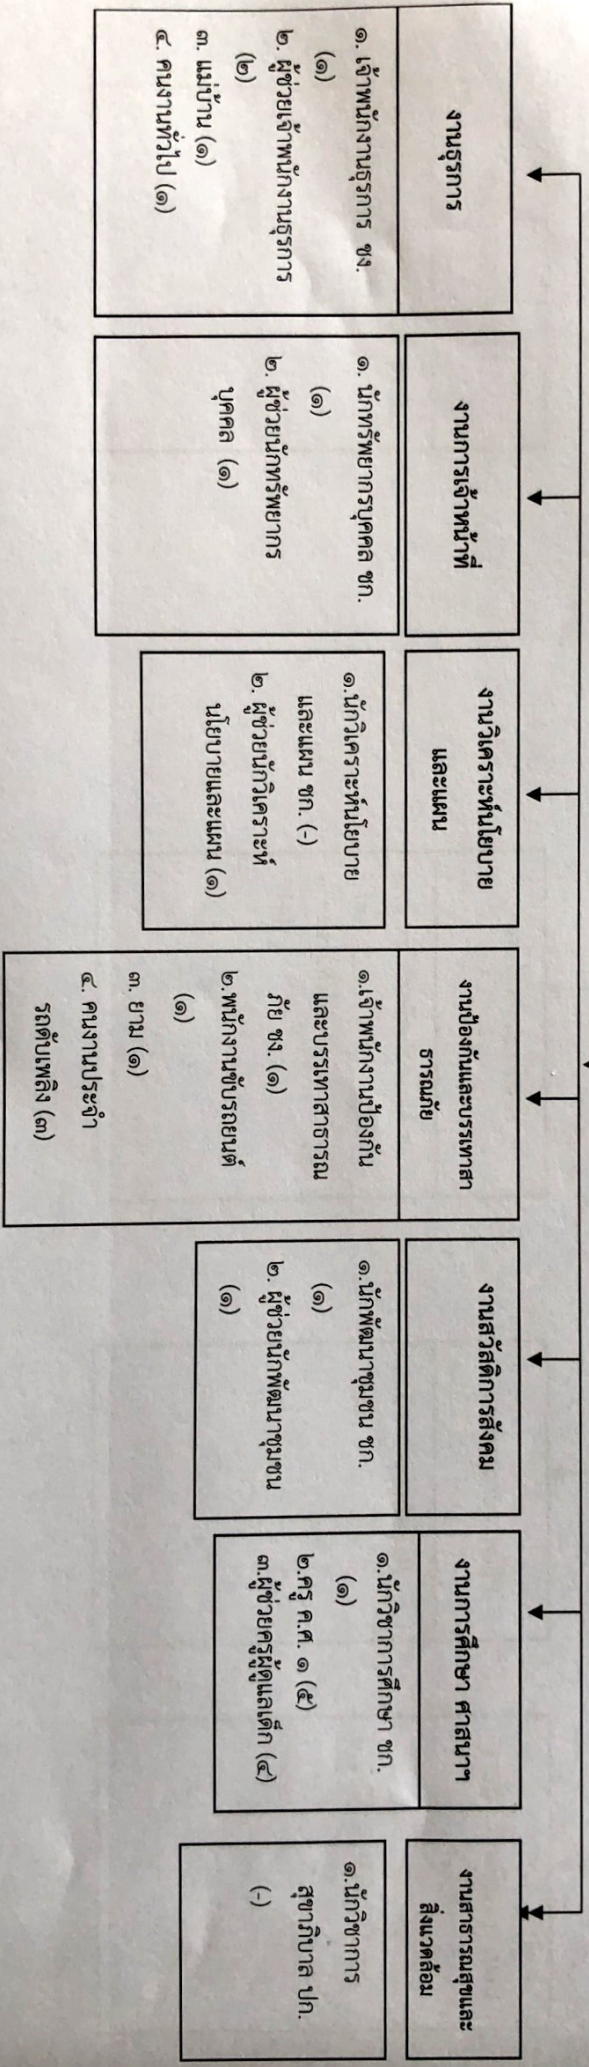 งานธุรการ
๑. เจ้าพนักงานธุรการ ชง.
(๑)
๒. ผู้ช่วยเจ้าพนักงานธุรการ
(๒)
๓. แม่บ้าน (๑)
๔. คนงานทั่วไป (๑)
งานการเจ้าหน้าที่
๑. นักทรัพยากรบุคคล ชก.
(๑)
๒. ผู้ช่วยนักทรัพยากร
บุคคล (๑)
งานวิเคราะห์นโยบาย
และแผน
๑.นักวิเคราะห์นโยบาย
และแผน ชก. (-)
๒. ผู้ช่วยนักวิเคราะห์
นโยบายและแผน (๑)
งานป้องกันและบรรเทาสา
ธารณภัย
๑.เจ้าพนักงานป้องกัน
และบรรเทาสาธารณ
ภัย ชง. (๑)
๒.พนักงานขับรถยนต์
(๑)
๓. ยาม (๑)
๔. คนงานประจำ
รถดับเพลิง (๓)
งานสวัสดิการสังคม
๑.นักพัฒนาชุมชน ชก.
(๑)
๒. ผู้ช่วยนักพัฒนาชุมชน
(๑)
งานการศึกษา ศาสนาฯ
๑.นักวิชาการศึกษา ชก.
(๑)
๒.ครู ค.ศ. ๑ (๕)
๓.ผู้ช่วยครูผู้ดูแลเด็ก (๔)
งานสาธารณสุขและ
สิ่งแวดล้อม
๑.นักวิชาการ
สุขาภิบาล ปก.
(-)